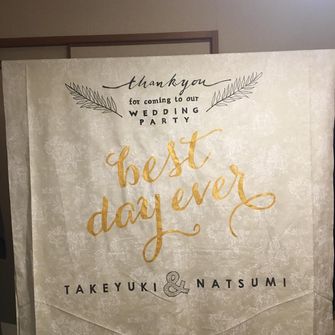 thank you
for coming to our
WEDDING
PARTY
best
day ever
TAKEYUKI & NATSUMI